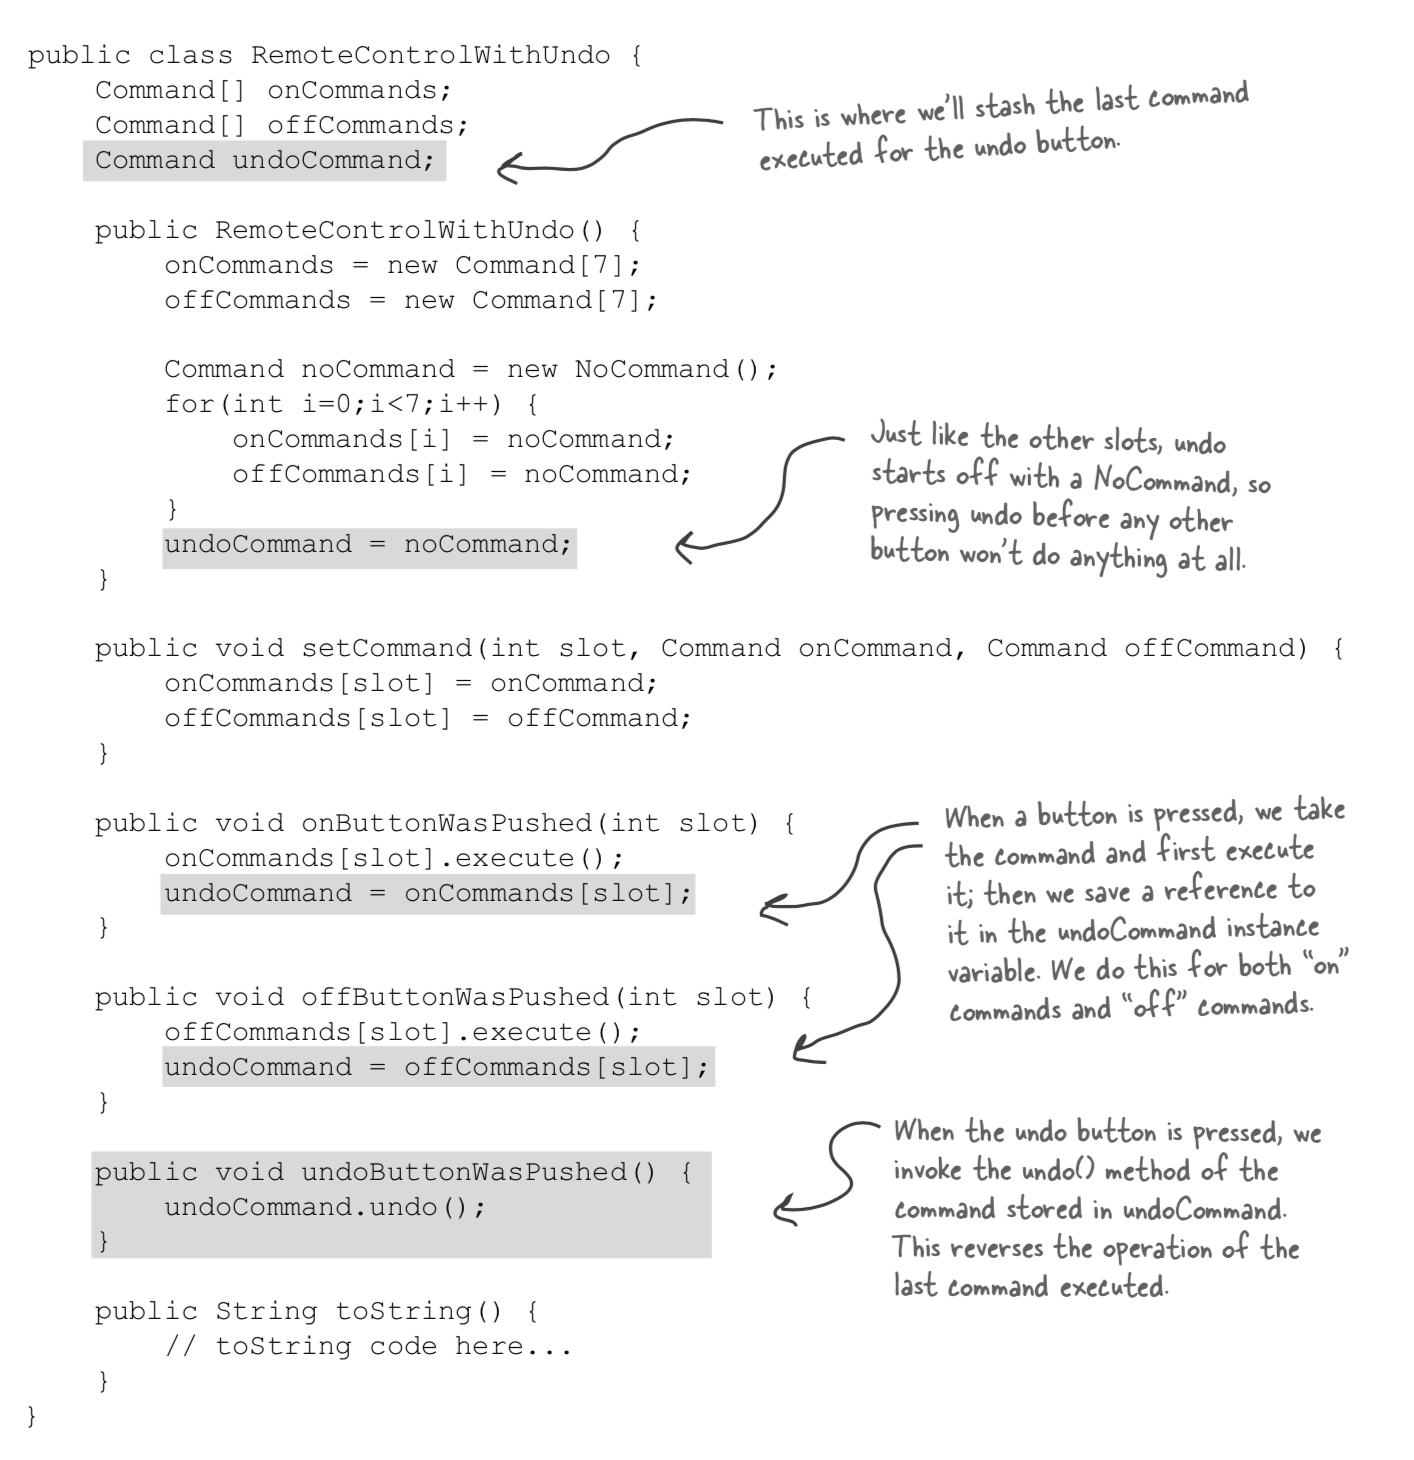 public class RemoteControlWithUndo {
Command[] onCommands;
Command[] offCommands;
Command undoCommand;
This is where we'll stash the last command
executed for the undo button.
public RemoteControlWithUndo() {
onCommands = new Command[7];
offCommands = new Command[7];
Command noCommand = new NoCommand();
for(int i=0;i<7;i++) {
onCommands[i] = noCommand;
offCommands[i] = noCommand;
}
undoCommand = noCommand;
}
Just like the other slots, undo
starts off with a NoCommand, so
pressing undo before any other
button won't do anything at all.
public void setCommand(int slot, Command onCommand, Command offCommand) {
onCommands[slot] = onCommand;
offCommands[slot] = offCommand;
}
public void onButtonWasPushed(int slot) {
onCommands[slot].execute();
undoCommand = onCommands[slot];
}
public void offButtonWasPushed(int slot) {
offCommands[slot].execute();
undoCommand = offCommands[slot];
}
When a button is pressed, we take
the command and first execute
it; then we save a reference to
it in the undoCommand instance
variable. We do this for both “on”
commands and “off” commands.
public void undoButtonWasPushed() {
undoCommand.undo();
}
When the undo button is pressed, we
invoke the undo() method of the
command stored in undoCommand.
This reverses the operation of the
last command executed.
public String toString() {
// toString code here...
}
}